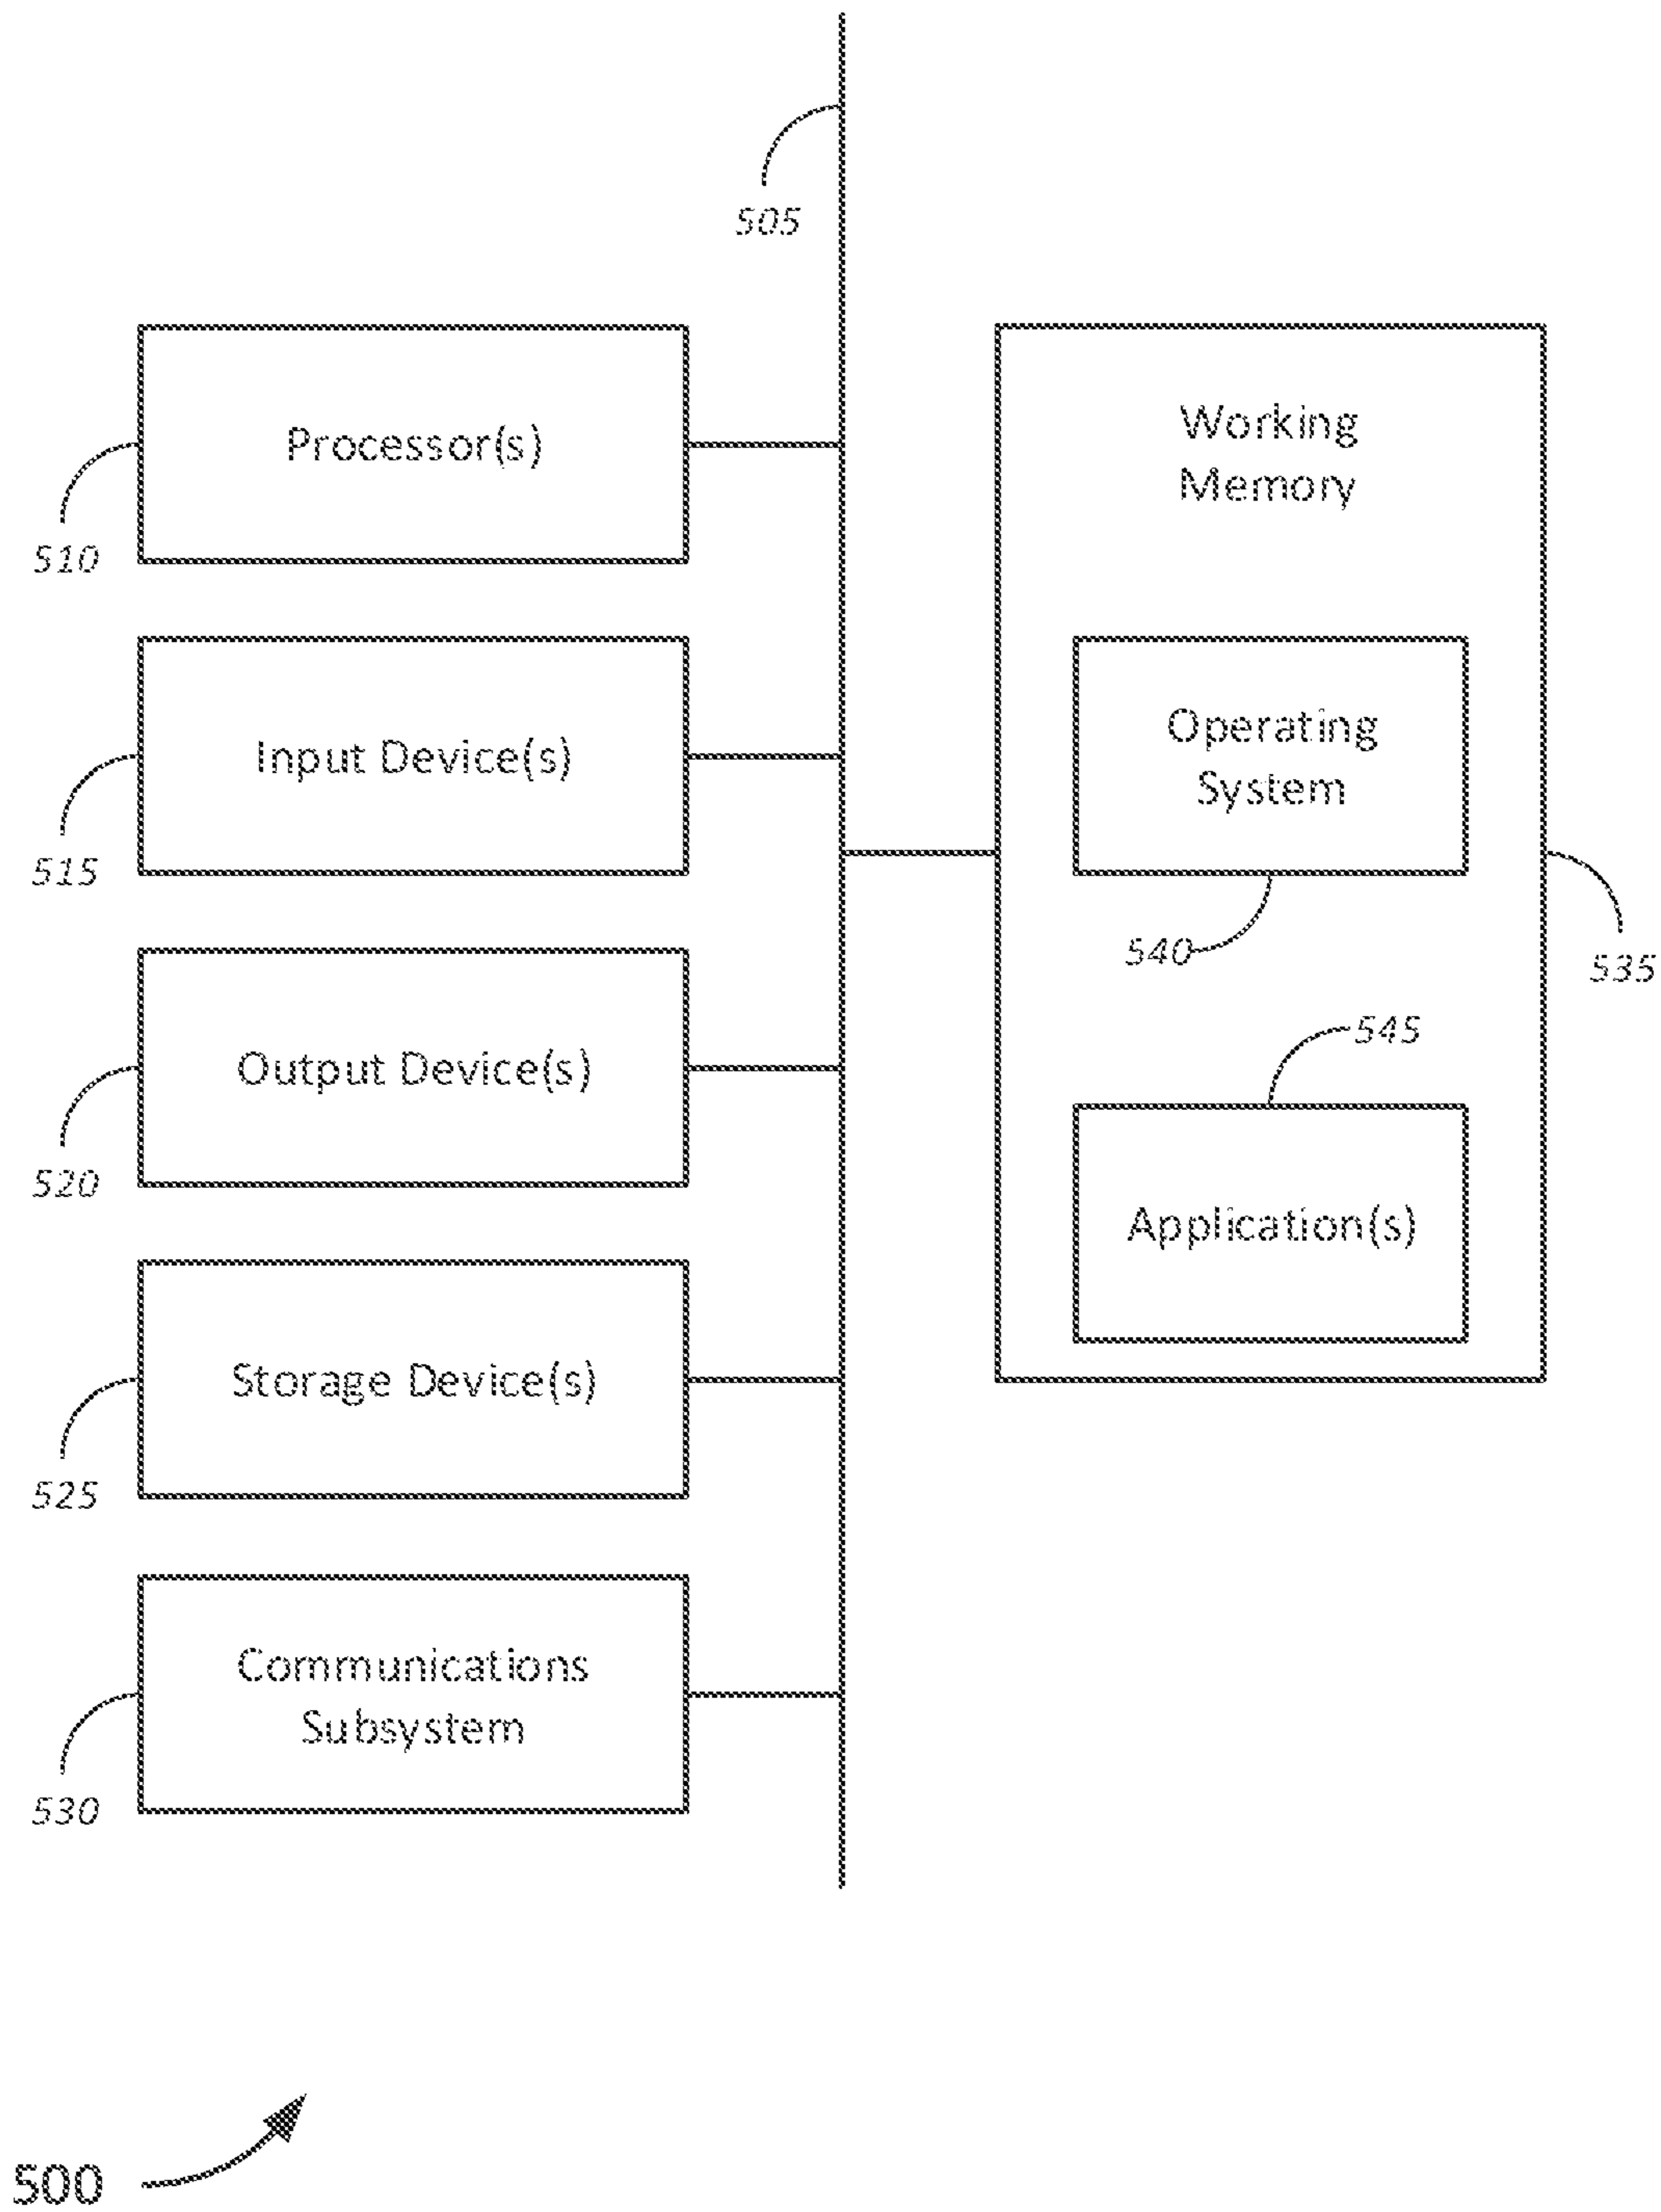 505
Processor(s)
510
Input Device(s)
515
Output Device(s)
520
Storage Device(s)
525
Communications
Subsystem
530
Working
Memory
Operating
System
540
535
545
Application(s)
500